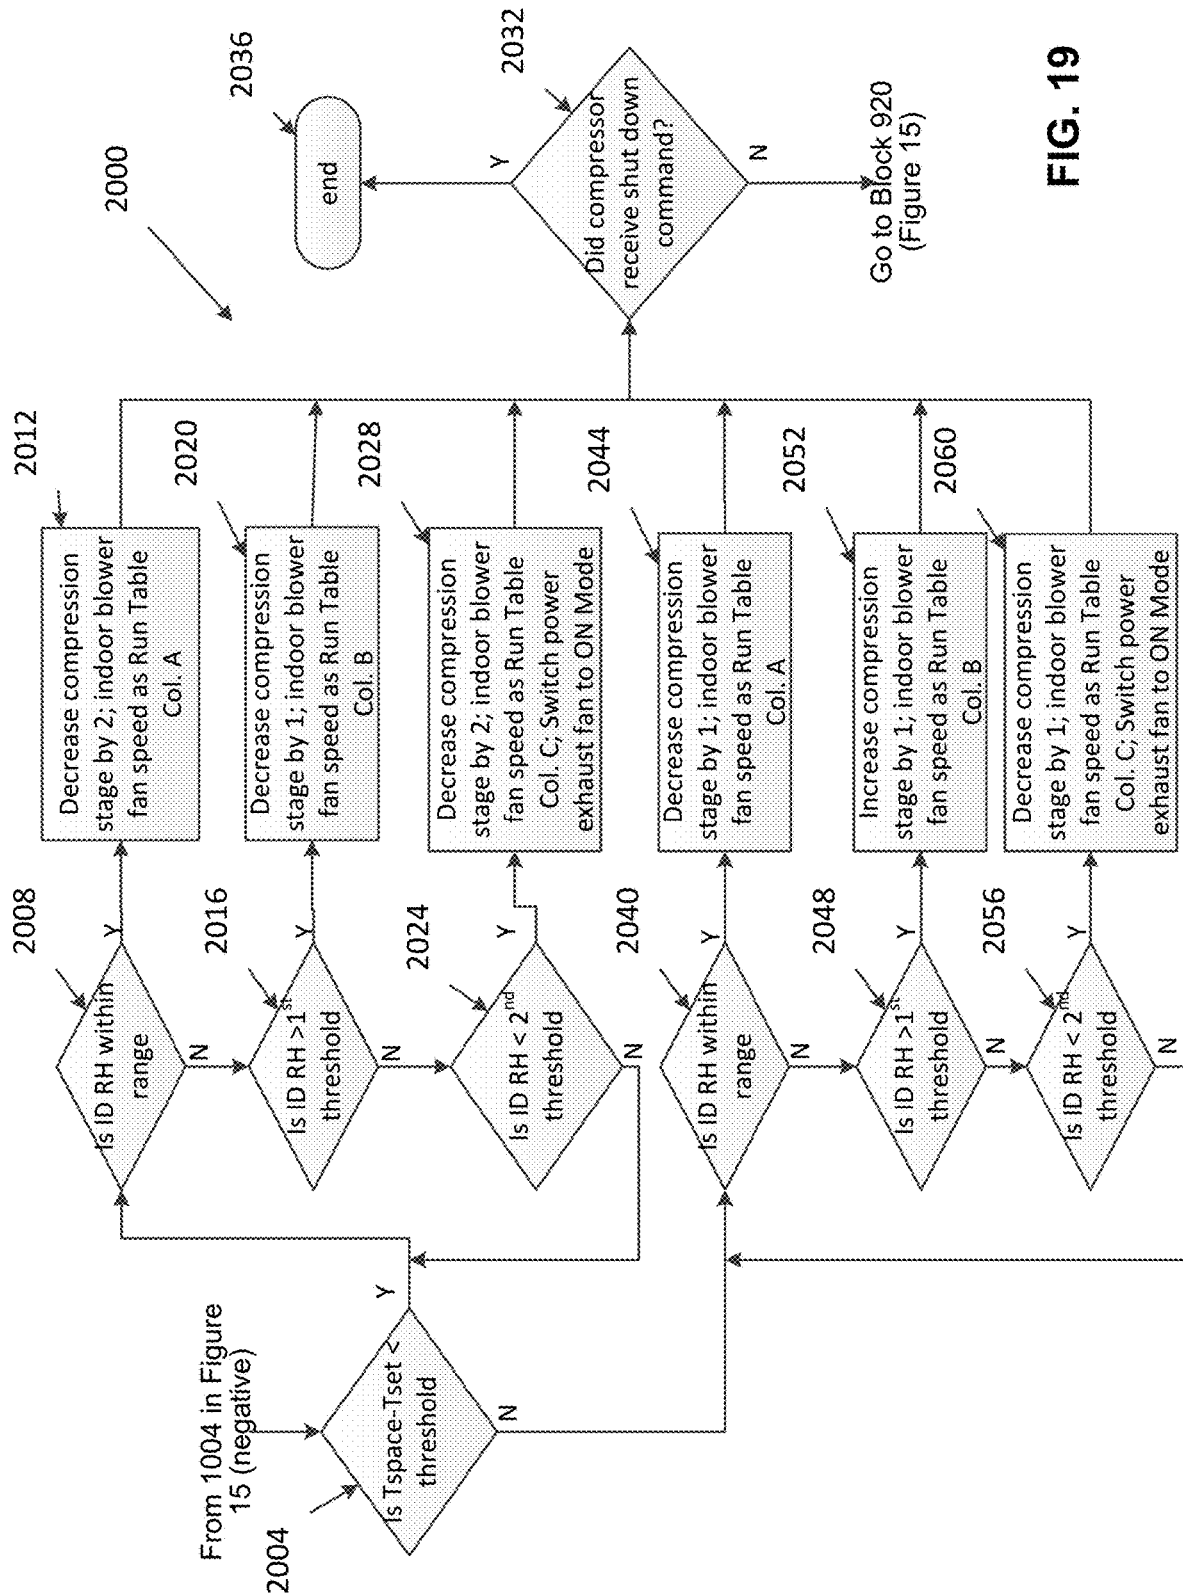 2000
From 1004 in Figure
15 (negative)
2004
Is Tspace-Tset <
threshold
Y
N
2008
Is ID RH within
range
Y
N
2012
Decrease compression
stage by 2; indoor blower
fan speed as Run Table
Col. A
2016
Is ID RH >1st
threshold
Y
N
2020
Decrease compression
stage by 1; indoor blower
fan speed as Run Table
Col. B
2024
Is ID RH < 2nd
threshold
Y
N
2028
Decrease compression
stage by 2; indoor blower
fan speed as Run Table
Col. C; Switch power
exhaust fan to ON Mode
2040
Is ID RH within
range
Y
N
2044
Decrease compression
stage by 1; indoor blower
fan speed as Run Table
Col. A
2048
Is ID RH >1st
threshold
Y
N
2052
Increase compression
stage by 1; indoor blower
fan speed as Run Table
Col. B
2056
Is ID RH < 2nd
threshold
Y
N
2060
Decrease compression
stage by 1; indoor blower
fan speed as Run Table
Col. C; Switch power
exhaust fan to ON Mode
2032
Did compressor
receive shut down
command?
Y
N
2036
end
Go to Block 920
(Figure 15)
FIG. 19